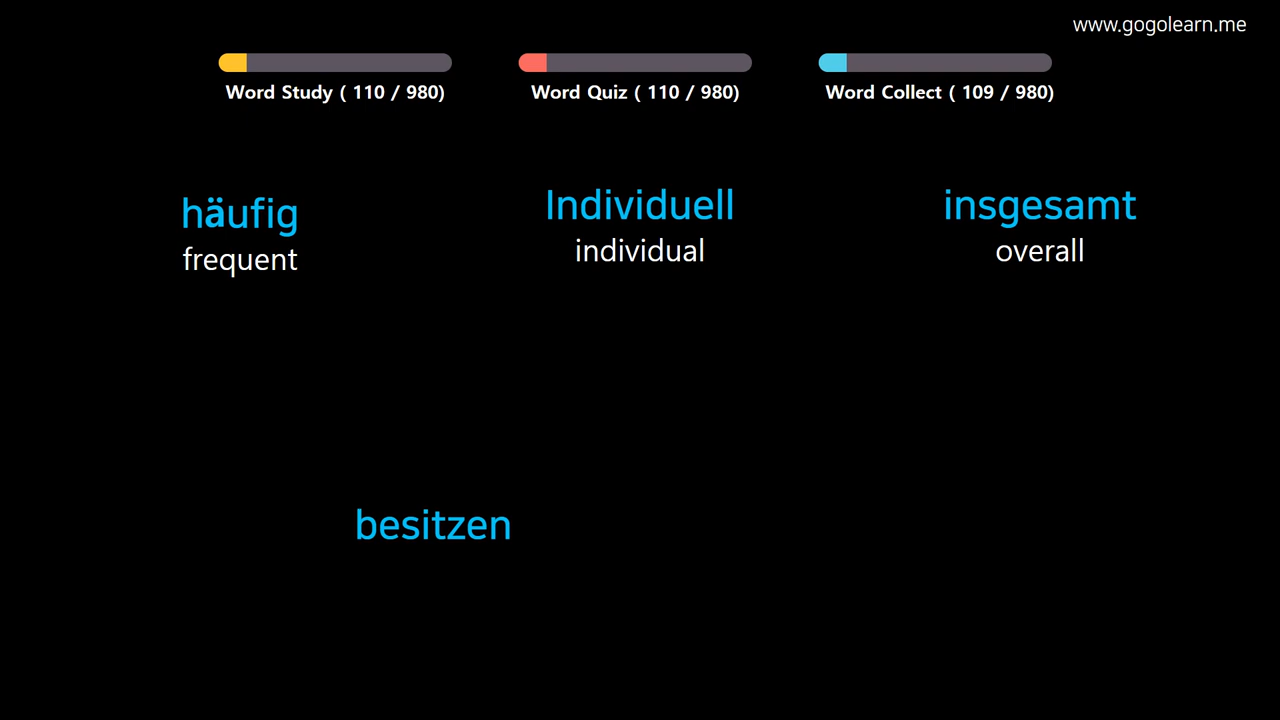 www.gogolearn.me
Word Study ( 110 / 980)
Word Quiz ( 110 / 980)
Word Collect ( 109 / 980)
häufig
frequent
Individuell
individual
insgesamt
overall
besitzen